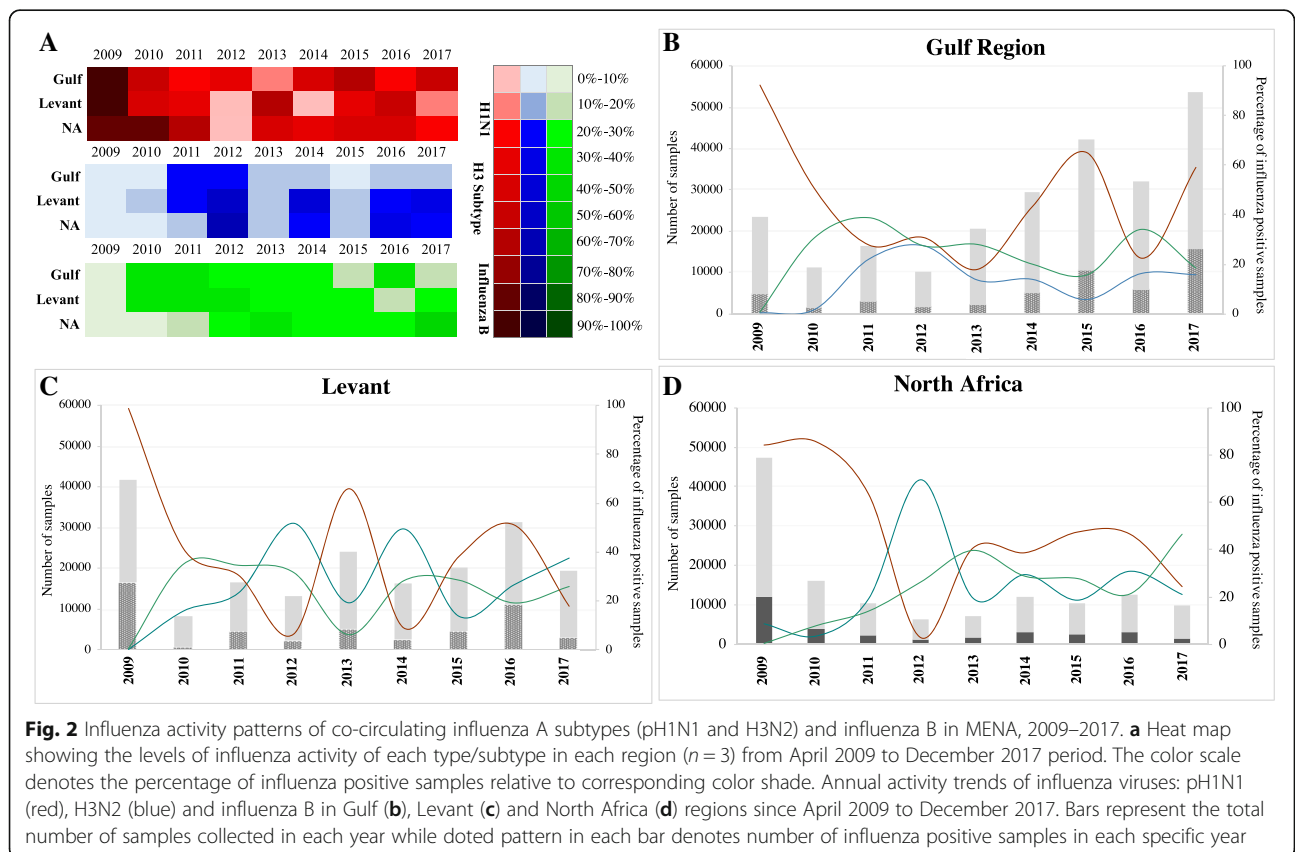 A
2009 2010 2011 2012 2013 2014 2015 2016 2017
Gulf
Levant
NA
2009 2010 2011 2012 2013 2014 2015 2016 2017
Gulf
Levant
NA
Gulf
Levant
NA
H1N1
H3 Subtype
Influenza B
0%-10%
10%-20%
20%-30%
30%-40%
40%-50%
50%-60%
60%-70%
70%-80%
80%-90%
90%-100%
B
Gulf Region
Number of samples
60000
50000
40000
30000
20000
10000
0
Percentage of influenza positive samples
100
80
60
40
20
0
2009 2010 2011 2012 2013 2014 2015 2016 2017
C
Levant
Number of samples
60000
50000
40000
30000
20000
10000
0
Percentage of influenza positive samples
100
80
60
40
20
0
2009 2010 2011 2012 2013 2014 2015 2016 2017
D
North Africa
Number of samples
60000
50000
40000
30000
20000
10000
0
Percentage of influenza positive samples
100
80
60
40
20
0
2009 2010 2011 2012 2013 2014 2015 2016 2017
Fig. 2 Influenza activity patterns of co-circulating influenza A subtypes (pH1N1 and H3N2) and influenza B in MENA, 2009–2017. a Heat map
showing the levels of influenza activity of each type/subtype in each region (n = 3) from April 2009 to December 2017 period. The color scale
denotes the percentage of influenza positive samples relative to corresponding color shade. Annual activity trends of influenza viruses: pH1N1
(red), H3N2 (blue) and influenza B in Gulf (b), Levant (c) and North Africa (d) regions since April 2009 to December 2017. Bars represent the total
number of samples collected in each year while doted pattern in each bar denotes number of influenza positive samples in each specific year